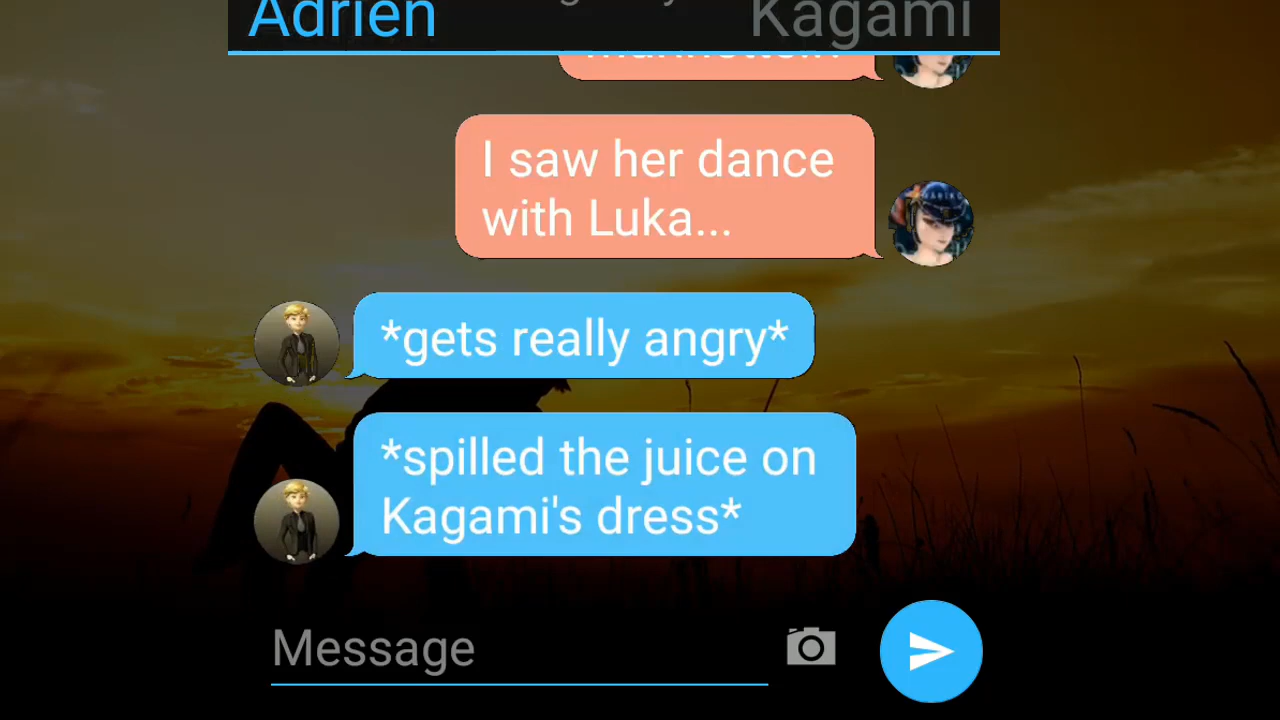 Adrien Kagami
I saw her dance
with Luka...
*gets really angry*
*spilled the juice on
Kagami's dress*
Message